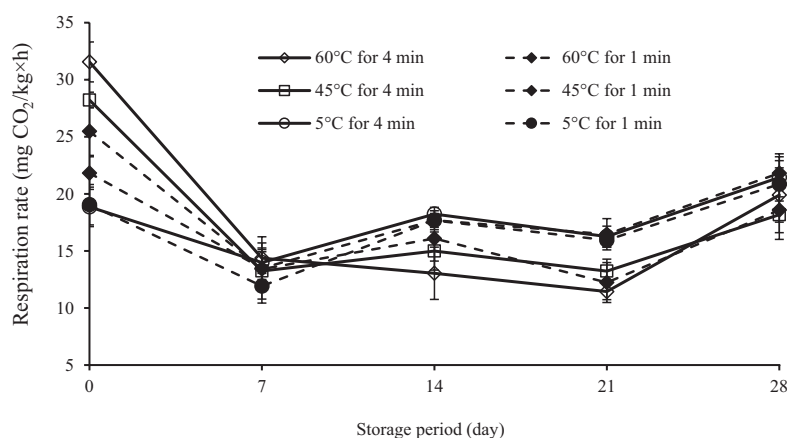 Respiration rate (mg CO₂/kg×h)
35
30
25
20
15
10
5
60°C for 4 min
60°C for 1 min
45°C for 4 min
45°C for 1 min
5°C for 4 min
5°C for 1 min
0 7 14 21 28
Storage period (day)